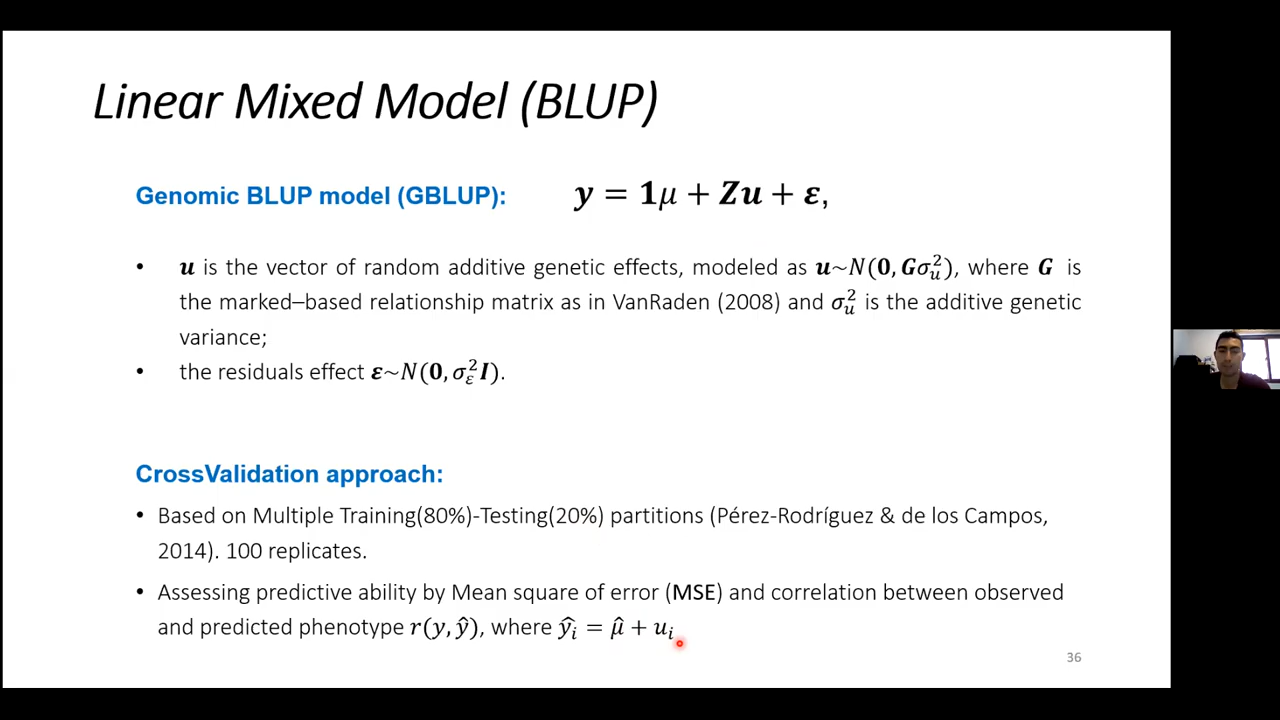 Linear Mixed Model (BLUP)
Genomic BLUP model (GBLUP): y = 1μ + Zu + ε,
• u is the vector of random additive genetic effects, modeled as u~N(0, Gσ²ᵤ), where G is
the marked–based relationship matrix as in VanRaden (2008) and σ²ᵤ is the additive genetic
variance;
• the residuals effect ε~N(0, σ²_ε I).
CrossValidation approach:
• Based on Multiple Training(80%)-Testing(20%) partitions (Pérez-Rodríguez & de los Campos,
2014). 100 replicates.
• Assessing predictive ability by Mean square of error (MSE) and correlation between observed
and predicted phenotype r(y, ŷ), where ŷᵢ = μ̂ + uᵢ
36